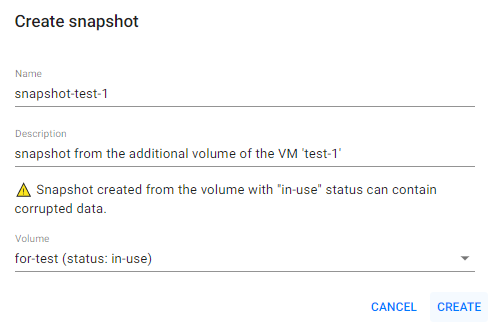 Create snapshot
Name
snapshot-test-1
Description
snapshot from the additional volume of the VM 'test-1'
⚠ Snapshot created from the volume with "in-use" status can contain
corrupted data.
Volume
for-test (status: in-use)
CANCEL CREATE